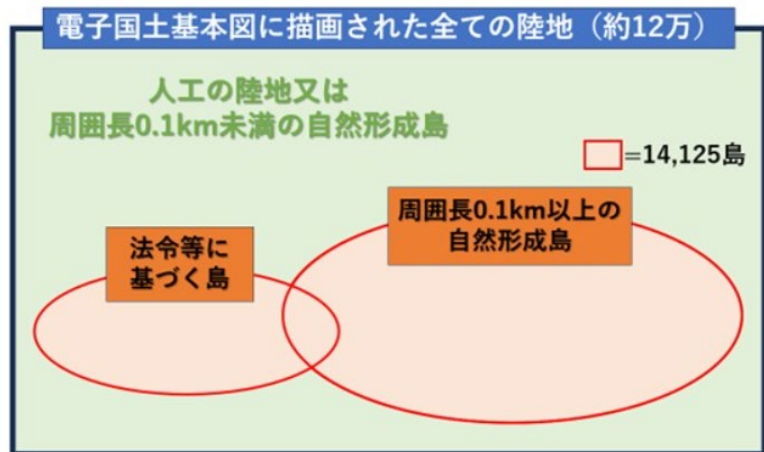 電子国土基本図に描画された全ての陸地（約12万）
人工の陸地又は
周囲長0.1km未満の自然形成島
=14,125島
周囲長0.1km以上の
自然形成島
法令等に
基づく島